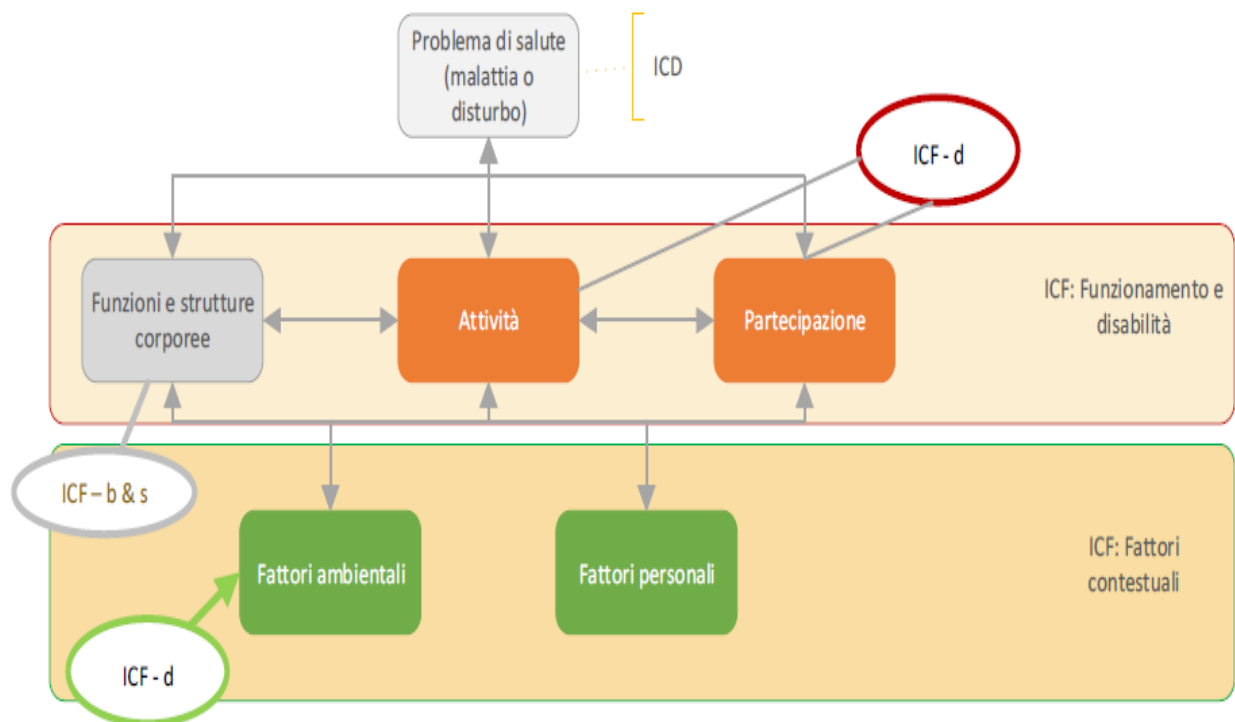 Problema di salute
(malattia o
disturbo)
ICD
ICF - d
Funzioni e strutture
corporee
Attività
Partecipazione
ICF: Funzionamento e
disabilità
ICF – b & s
Fattori ambientali
Fattori personali
ICF: Fattori
contestuali
ICF - d